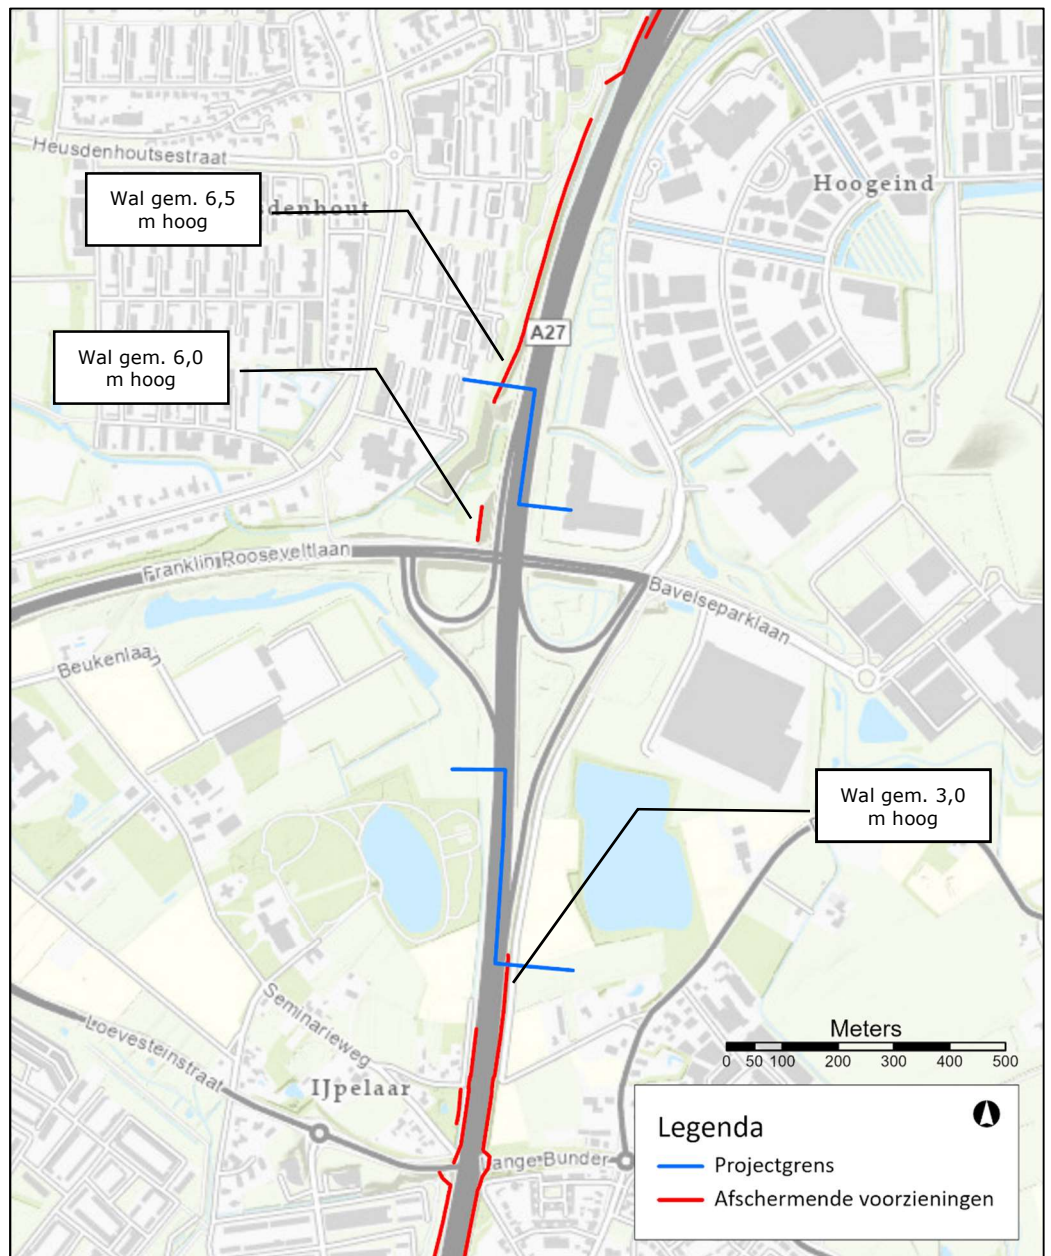 Heusdenhoutsestraat
Hoogeind
Wal gem. 6,5
m hoog
sdenhout
A27
Wal gem. 6,0
m hoog
Franklin Rooseveltlaan
Bavelseparklaan
Beukenlaan
Wal gem. 3,0
m hoog
Seminarieweg
Loevesteinstraat
IJpelaar
Lange Bunder
Meters
0 50 100 200 300 400 500
Legenda
Projectgrens
Afschermende voorzieningen